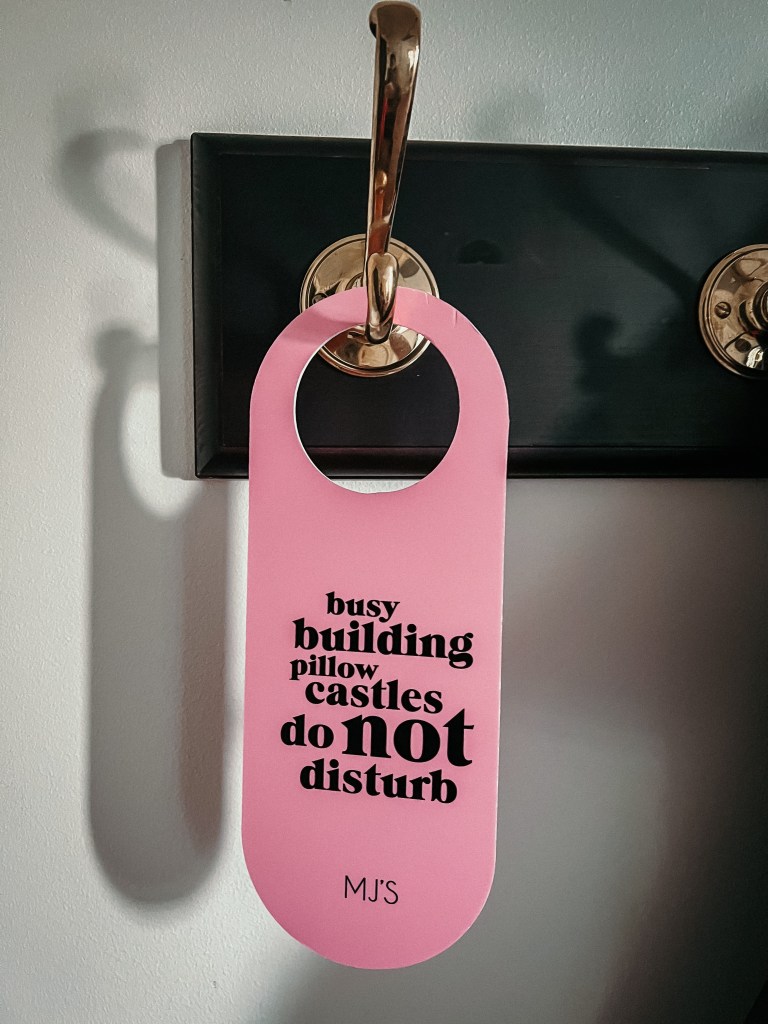 busy
building
pillow
castles
do not
disturb
MJ'S